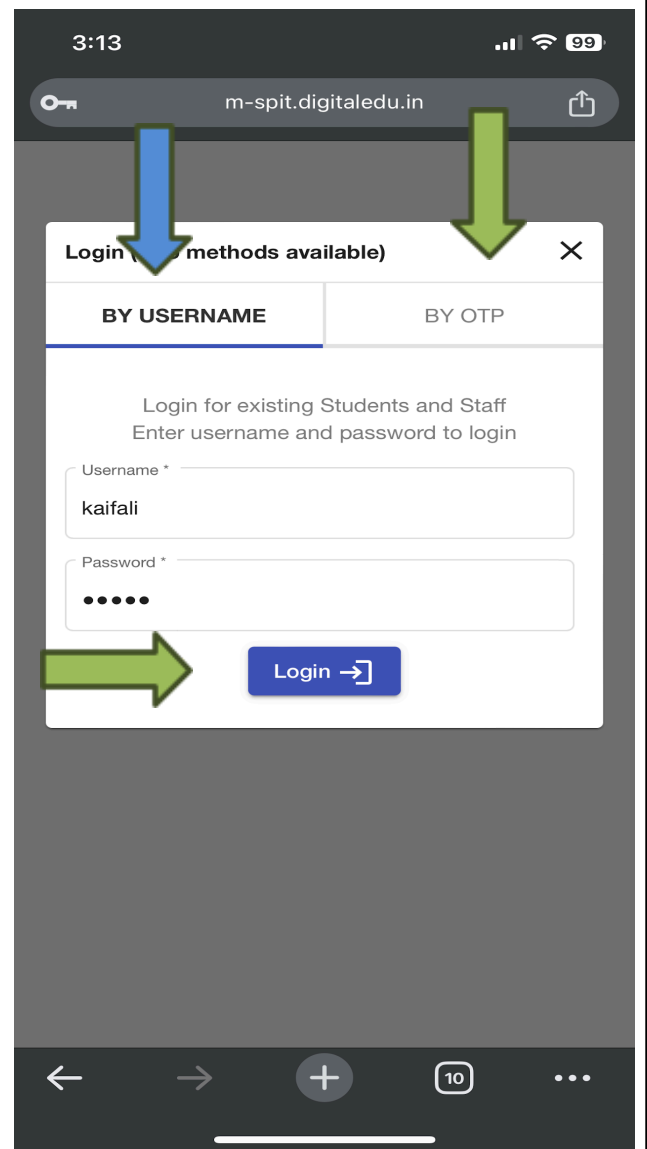 3:13
99
m-spit.digitaledu.in
Login ( methods available)
BY USERNAME
BY OTP
Login for existing Students and Staff
Enter username and password to login
Username *
kaifali
Password *
•••••
Login
10